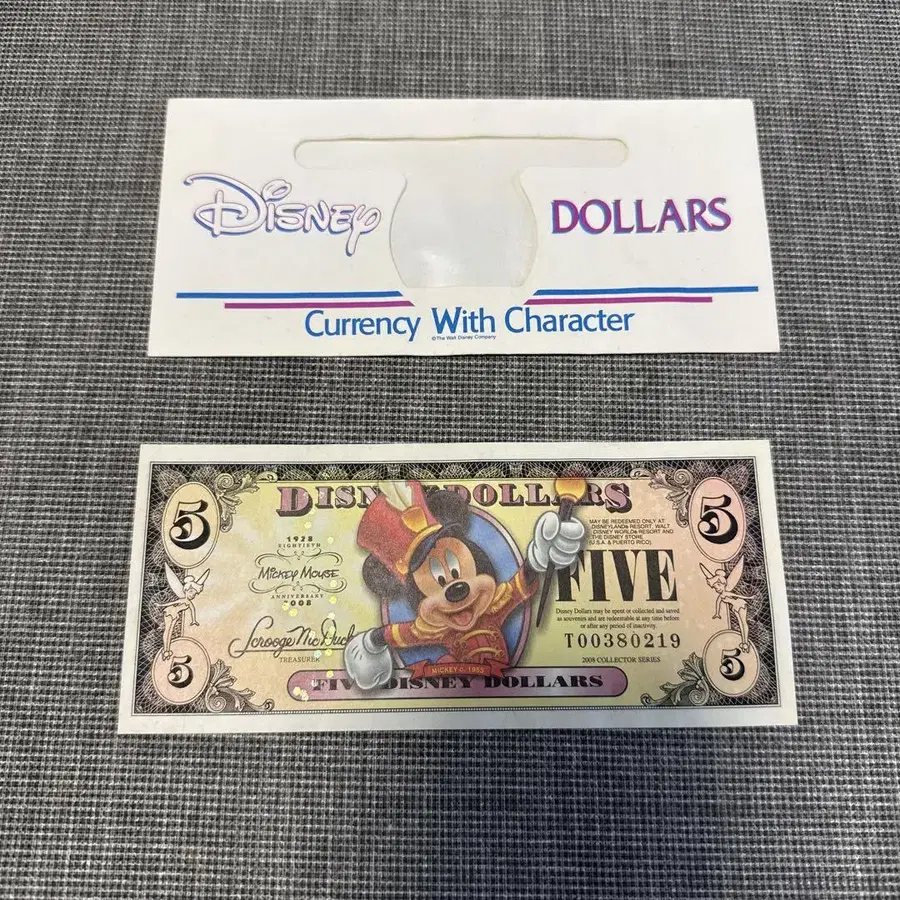 Disney DOLLARS
Currency With Character
©The Walt Disney Company
5 DISNEY DOLLARS 5
1928
EIGHTIETH
MICKEY MOUSE
ANNIVERSARY
2008
Scrooge McDuck
TREASURER
MAY BE REDEEMED ONLY AT
DISNEYLAND® RESORT, WALT
DISNEY WORLD® RESORT AND
THE DISNEY STORE
(U.S.A. & PUERTO RICO).
FIVE
Disney Dollars may be spent or collected and saved
as souvenirs and are redeemable at any time before
or after any period of inactivity.
T00380219
2008 COLLECTOR SERIES
MICKEY C. 1955
5 FIVE DISNEY DOLLARS 5